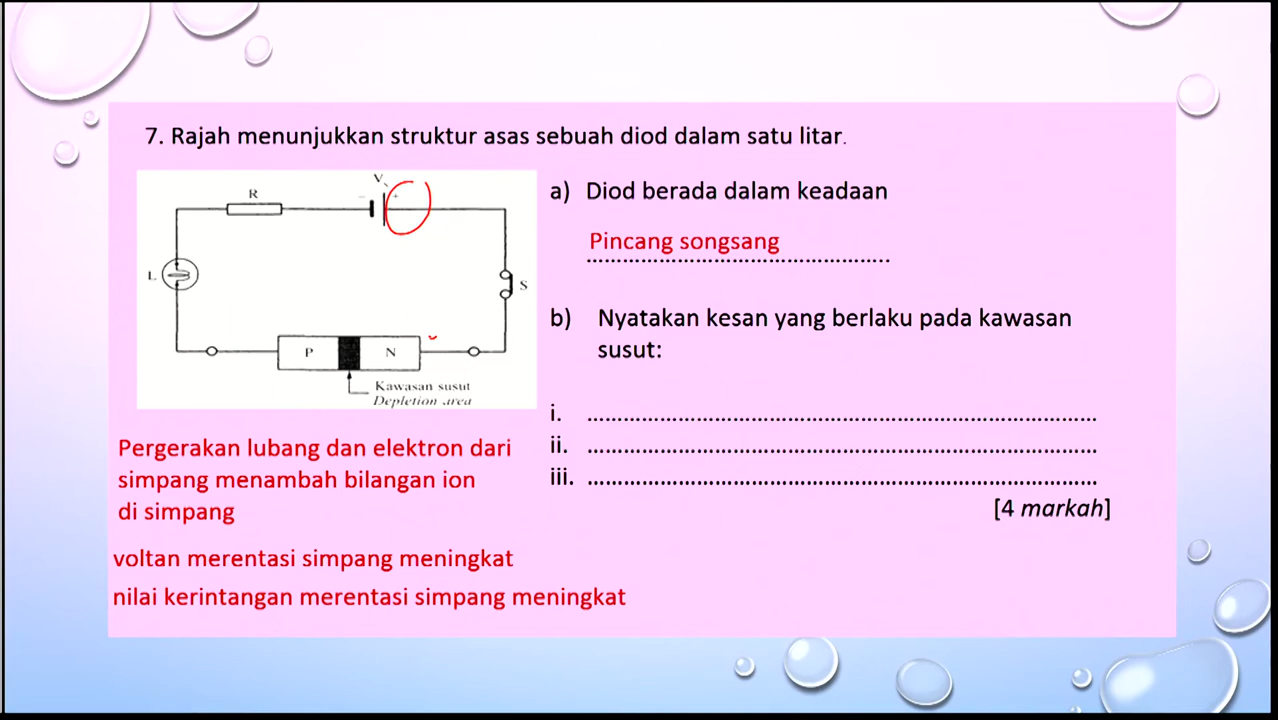 7. Rajah menunjukkan struktur asas sebuah diod dalam satu litar.
V
- +
R
L
S
P N
Kawasan susut
Depletion area
a) Diod berada dalam keadaan
Pincang songsang
...................................................
b) Nyatakan kesan yang berlaku pada kawasan
susut:
i. .....................................................................................
ii. .....................................................................................
iii. .....................................................................................
[4 markah]
Pergerakan lubang dan elektron dari
simpang menambah bilangan ion
di simpang
voltan merentasi simpang meningkat
nilai kerintangan merentasi simpang meningkat